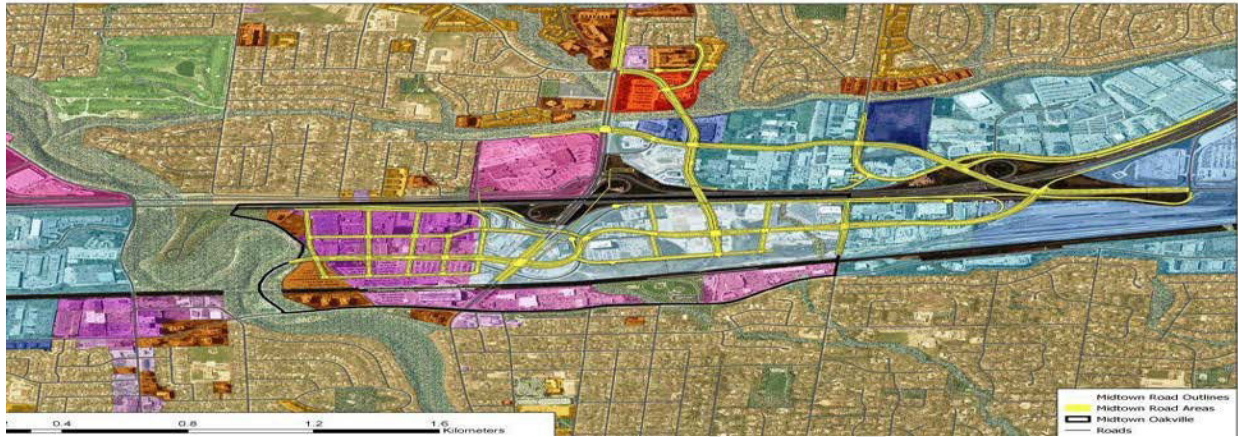 Midtown Road Outlines
Midtown Road Areas
Midtown Oakville
Roads
0.4 0.8 1.2 1.6
Kilometers